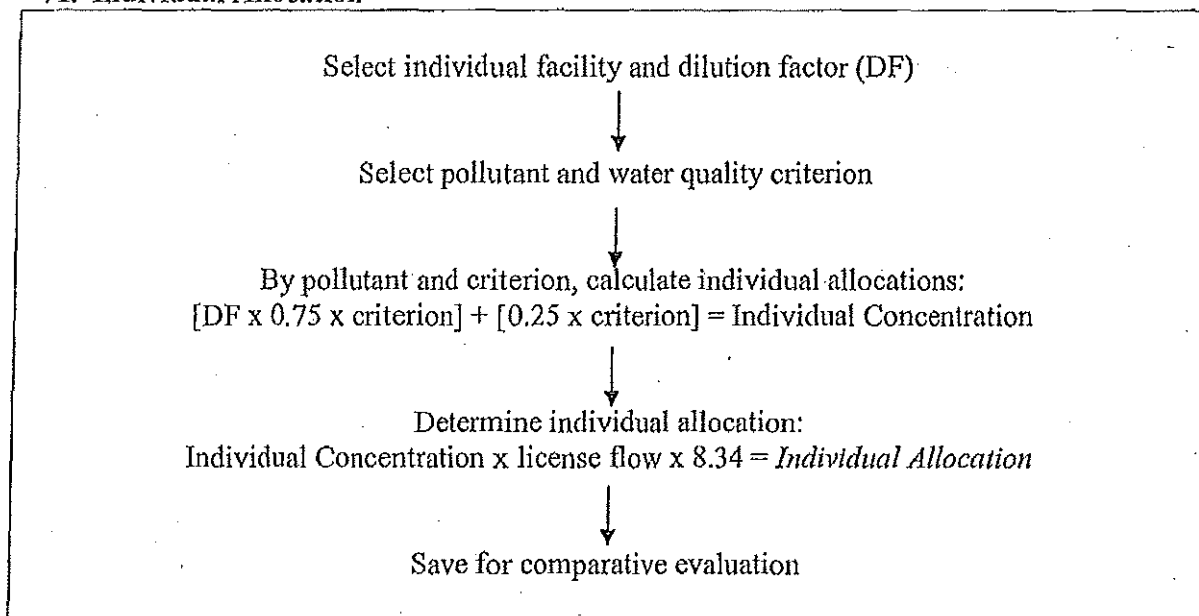 Select individual facility and dilution factor (DF)
Select pollutant and water quality criterion
By pollutant and criterion, calculate individual allocations:
[DF x 0.75 x criterion] + [0.25 x criterion] = Individual Concentration
Determine individual allocation:
Individual Concentration x license flow x 8.34 = Individual Allocation
Save for comparative evaluation